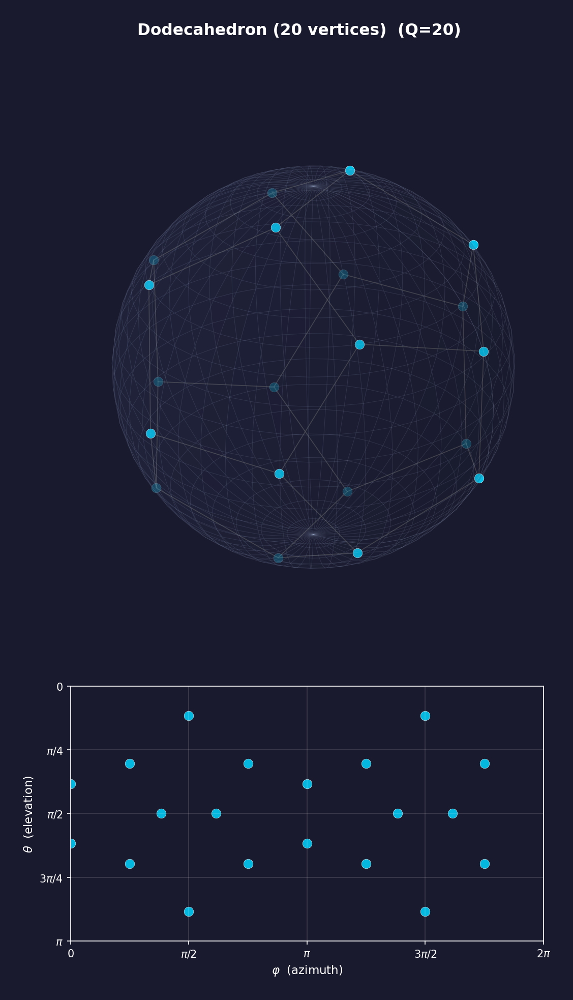 Dodecahedron (20 vertices)  (Q=20)
0
π/4
π/2
3π/4
π
θ  (elevation)
0
π/2
π
3π/2
2π
φ  (azimuth)